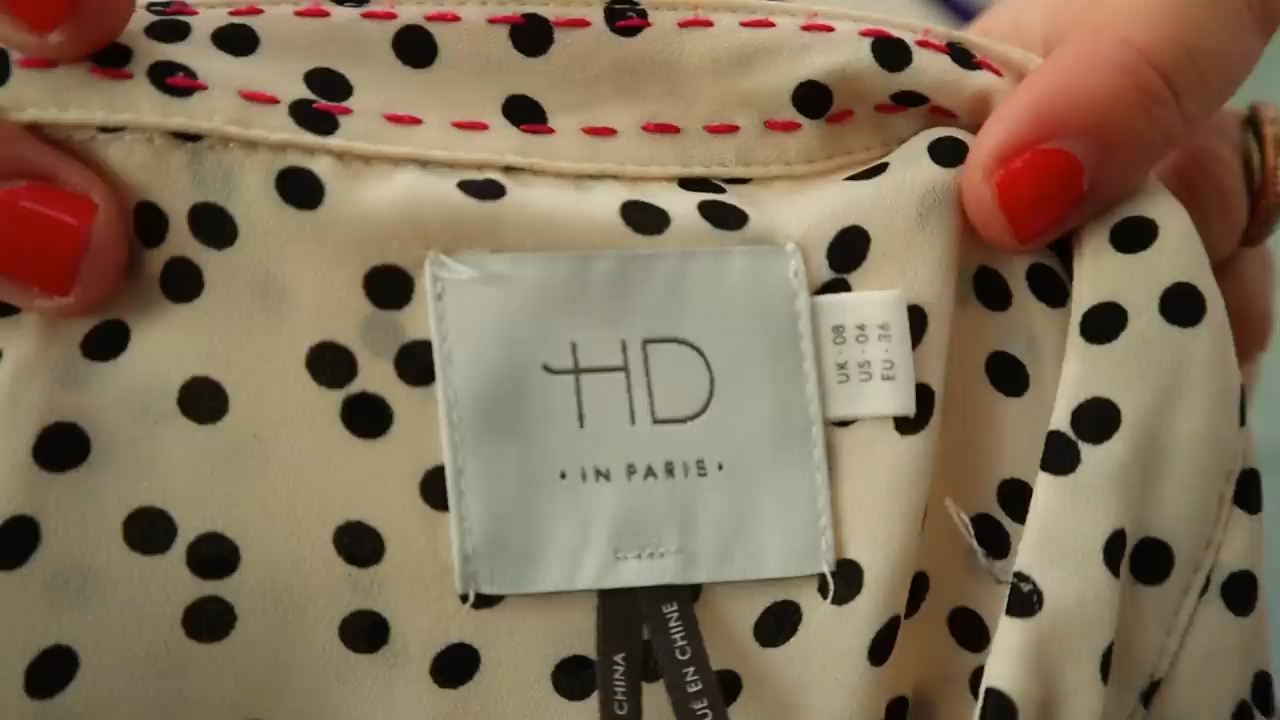 HD
• IN PARIS •
UK · 08
US · 04
EU · 36
CHINA
UÉ EN CHINE